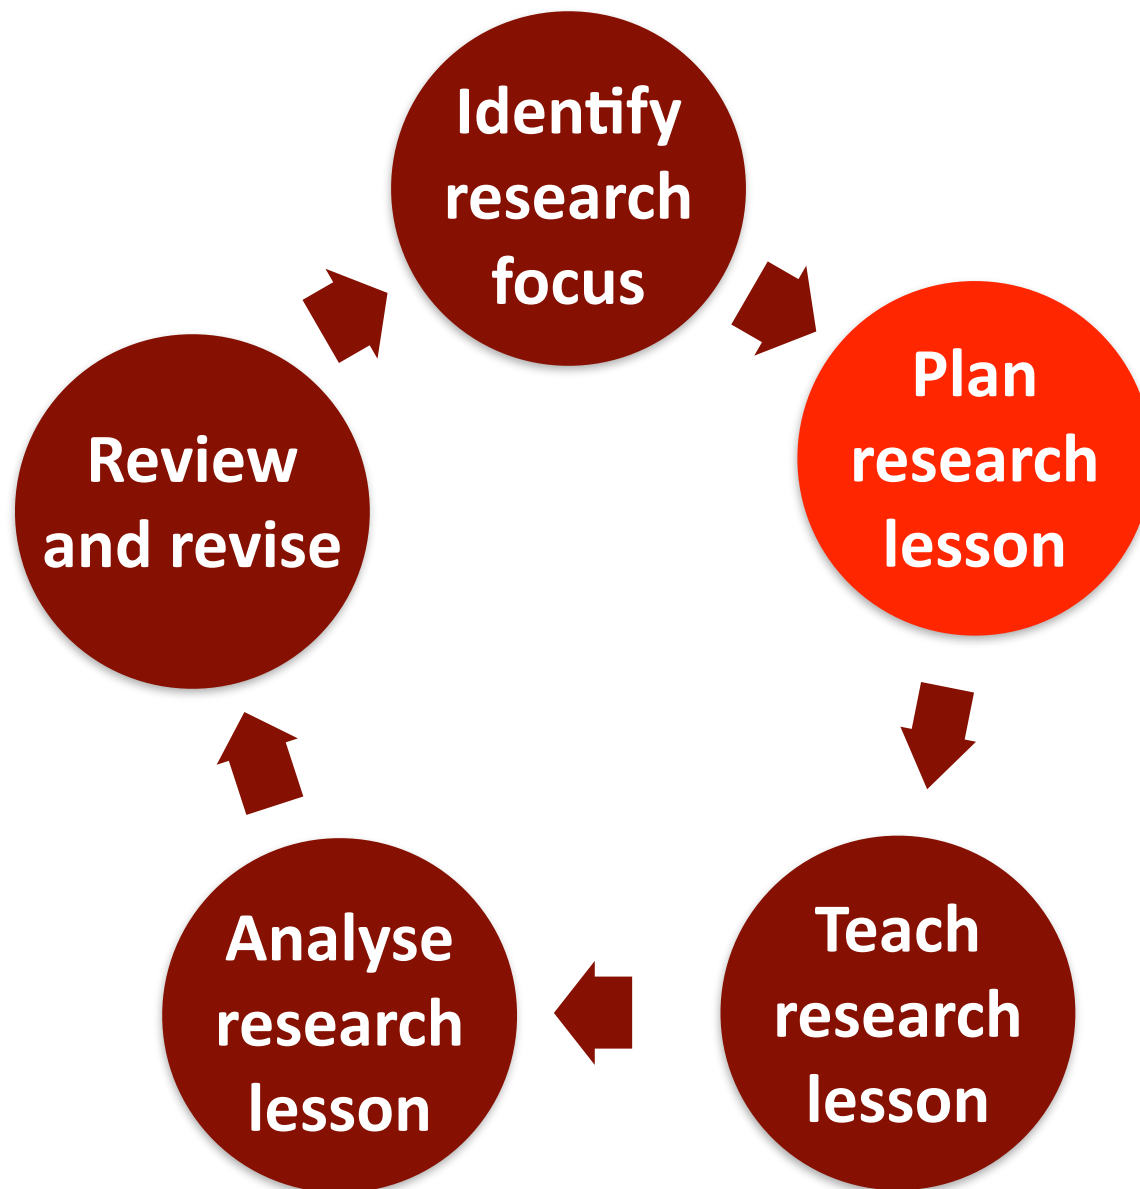 Identify
research
focus
Plan
research
lesson
Teach
research
lesson
Analyse
research
lesson
Review
and revise